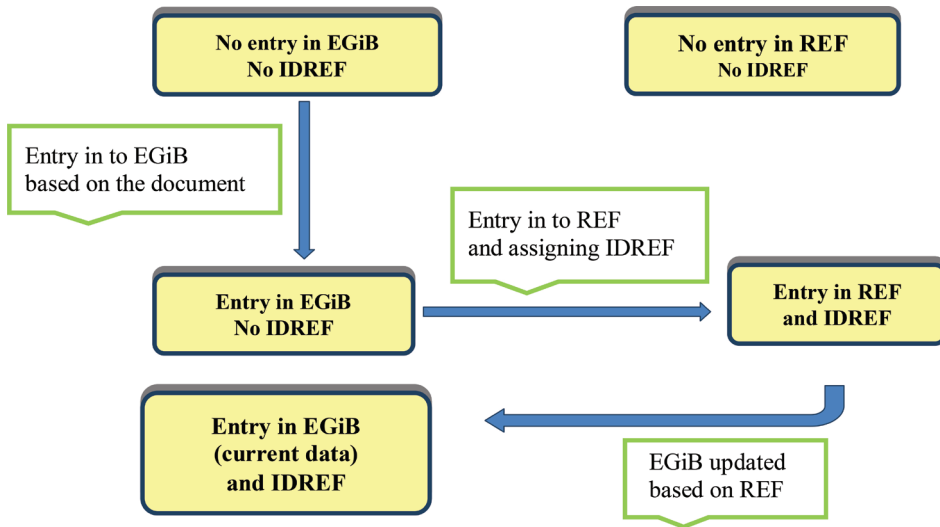 No entry in EGiB
No IDREF
No entry in REF
No IDREF
Entry in to EGiB
based on the document
Entry in to REF
and assigning IDREF
Entry in EGiB
No IDREF
Entry in REF
and IDREF
Entry in EGiB
(current data)
and IDREF
EGiB updated
based on REF